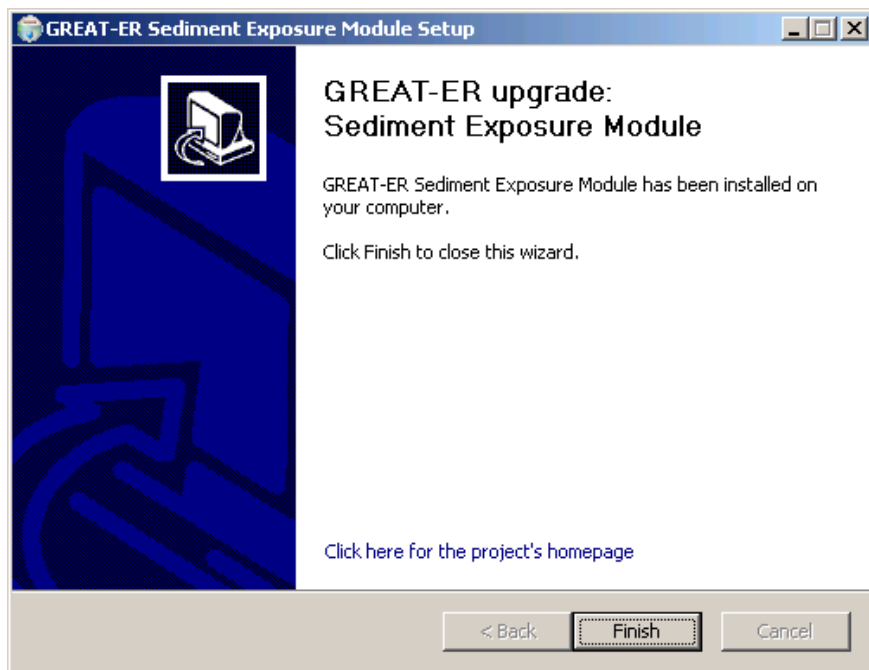 GREAT-ER Sediment Exposure Module Setup
GREAT-ER upgrade:
Sediment Exposure Module
GREAT-ER Sediment Exposure Module has been installed on
your computer.
Click Finish to close this wizard.
Click here for the project's homepage
< Back
Finish
Cancel